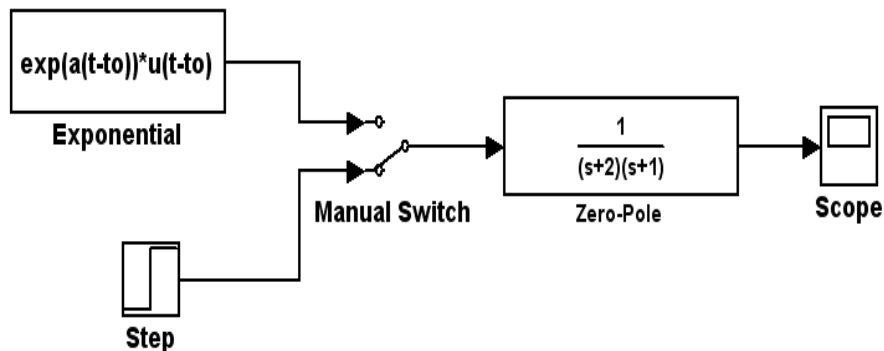 exp(a(t-to))*u(t-to)
Exponential
Manual Switch
1
(s+2)(s+1)
Zero-Pole
Scope
Step